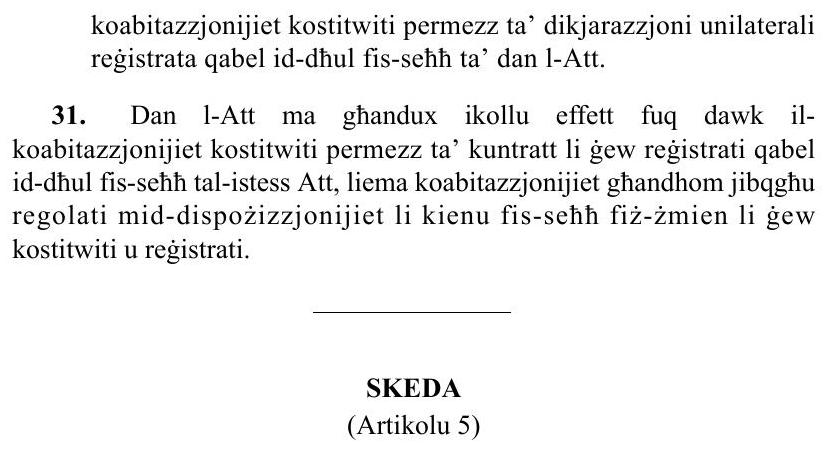 koabitazzjonijiet kostitwiti permezz ta’ dikjarazzjoni unilaterali
reġistrata qabel id-dħul fis-seħħ ta’ dan l-Att.
31. Dan l-Att ma għandux ikollu effett fuq dawk il-
koabitazzjonijiet kostitwiti permezz ta’ kuntratt li ġew reġistrati qabel
id-dħul fis-seħħ tal-istess Att, liema koabitazzjonijiet għandhom jibqgħu
regolati mid-dispożizzjonijiet li kienu fis-seħħ fiż-żmien li ġew
kostitwiti u reġistrati.
SKEDA
(Artikolu 5)